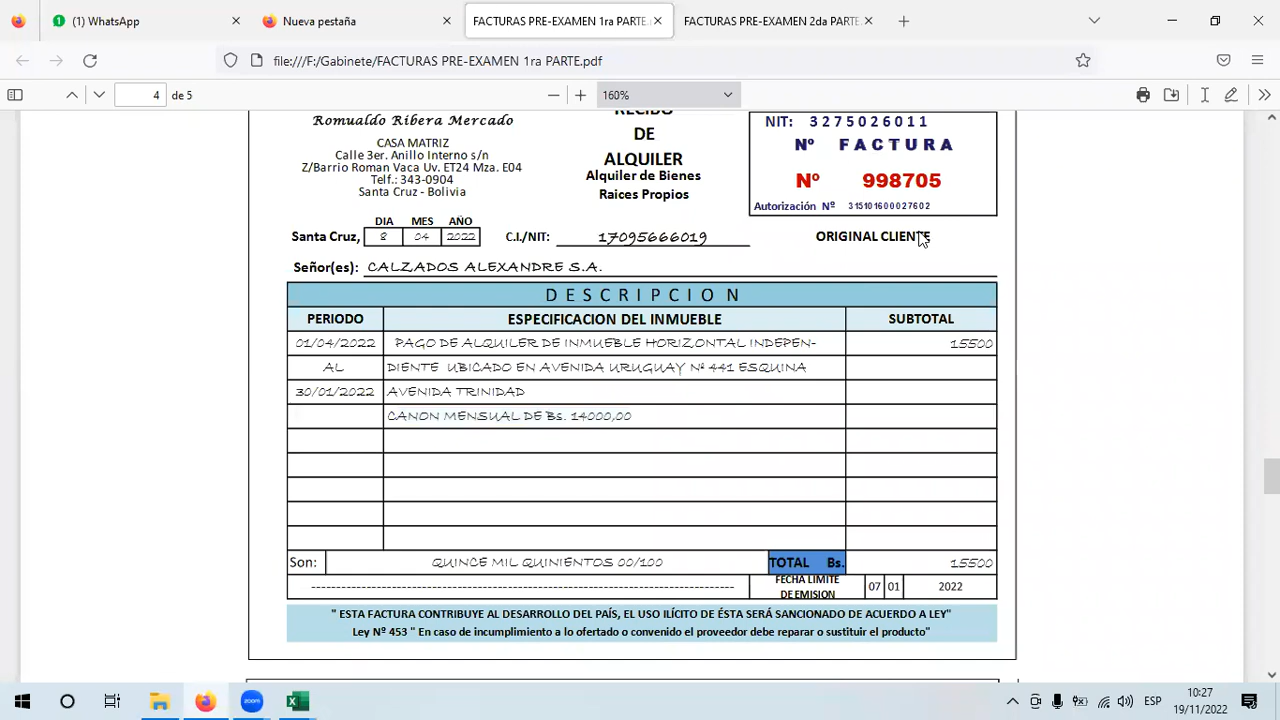 (1) WhatsApp
Nueva pestaña
FACTURAS PRE-EXAMEN 1ra PARTE.
FACTURAS PRE-EXAMEN 2da PARTE.
file:///F:/Gabinete/FACTURAS PRE-EXAMEN 1ra PARTE.pdf
4 de 5
160%
Romualdo Ribera Mercado
CASA MATRIZ
Calle 3er. Anillo Interno s/n
Z/Barrio Roman Vaca Uv. ET24 Mza. E04
Telf.: 343-0904
Santa Cruz - Bolivia
RECIBO
DE
ALQUILER
Alquiler de Bienes
Raices Propios
NIT: 3275026011
Nº FACTURA
Nº 998705
Autorización Nº 315101600027602
ORIGINAL CLIENTE
DIA MES AÑO
Santa Cruz, 8 04 2022 C.I./NIT: 17095666019
Señor(es): CALZADOS ALEXANDRE S.A.
DESCRIPCION
PERIODO ESPECIFICACION DEL INMUEBLE SUBTOTAL
01/04/2022 PAGO DE ALQUILER DE INMUEBLE HORIZONTAL INDEPEN- 15500
AL DIENTE UBICADO EN AVENIDA URUGUAY Nº 441 ESQUINA
30/01/2022 AVENIDA TRINIDAD
CANON MENSUAL DE Bs. 14000,00
Son: QUINCE MIL QUINIENTOS 00/100 TOTAL Bs. 15500
FECHA LIMITE
DE EMISION 07 01 2022
" ESTA FACTURA CONTRIBUYE AL DESARROLLO DEL PAÍS, EL USO ILÍCITO DE ÉSTA SERÁ SANCIONADO DE ACUERDO A LEY"
Ley Nº 453 " En caso de incumplimiento a lo ofertado o convenido el proveedor debe reparar o sustituir el producto"
zoom
ESP
10:27
19/11/2022